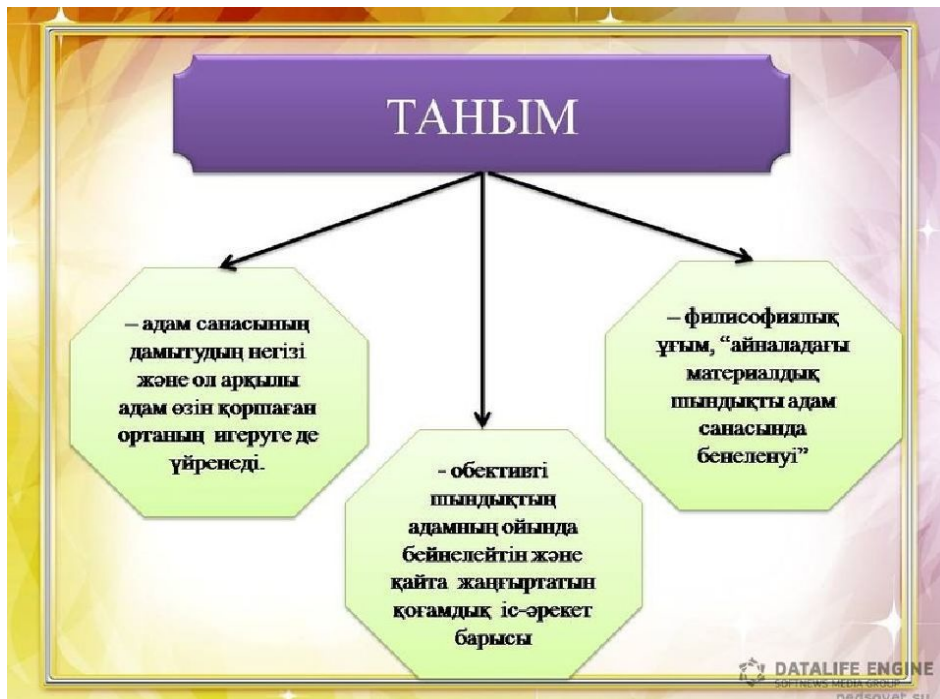 ТАНЫМ
– адам санасының
дамытудың негізі
және ол арқылы
адам өзін қоршаған
ортаның игеруге де
үйренеді.
- обективті
шындықтың
адамның ойында
бейнелейтін және
қайта жаңғыртатын
қоғамдық іс-әрекет
барысы
– филисофиялық
ұғым, “айналадағы
материалдық
шындықты адам
санасында
бенеленуі”
DATALIFE ENGINE
SOFTNEWS MEDIA GROUP
pedsovet.su